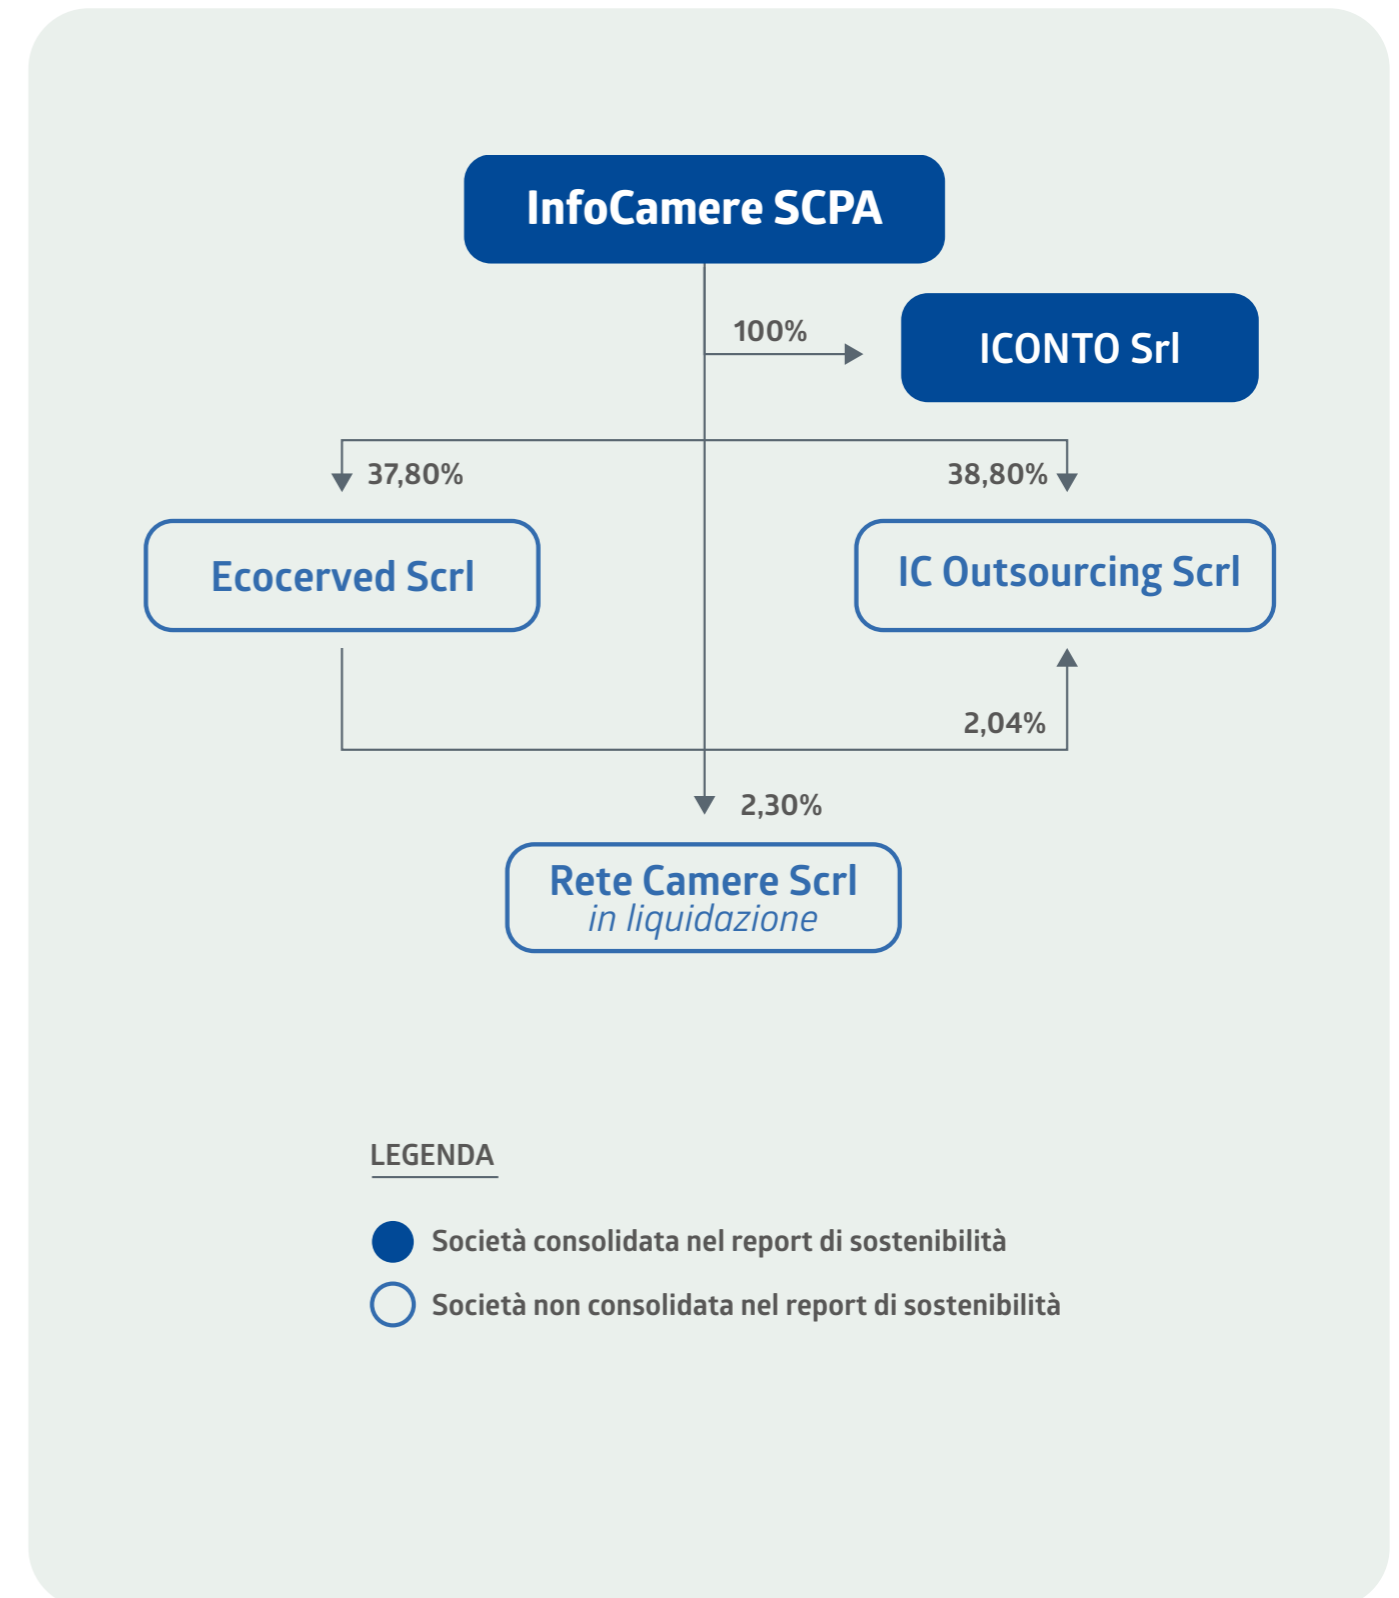 InfoCamere SCPA
100%
ICONTO Srl
37,80%
38,80%
Ecocerved Scrl
IC Outsourcing Scrl
2,04%
2,30%
Rete Camere Scrl
in liquidazione
LEGENDA
Società consolidata nel report di sostenibilità
Società non consolidata nel report di sostenibilità